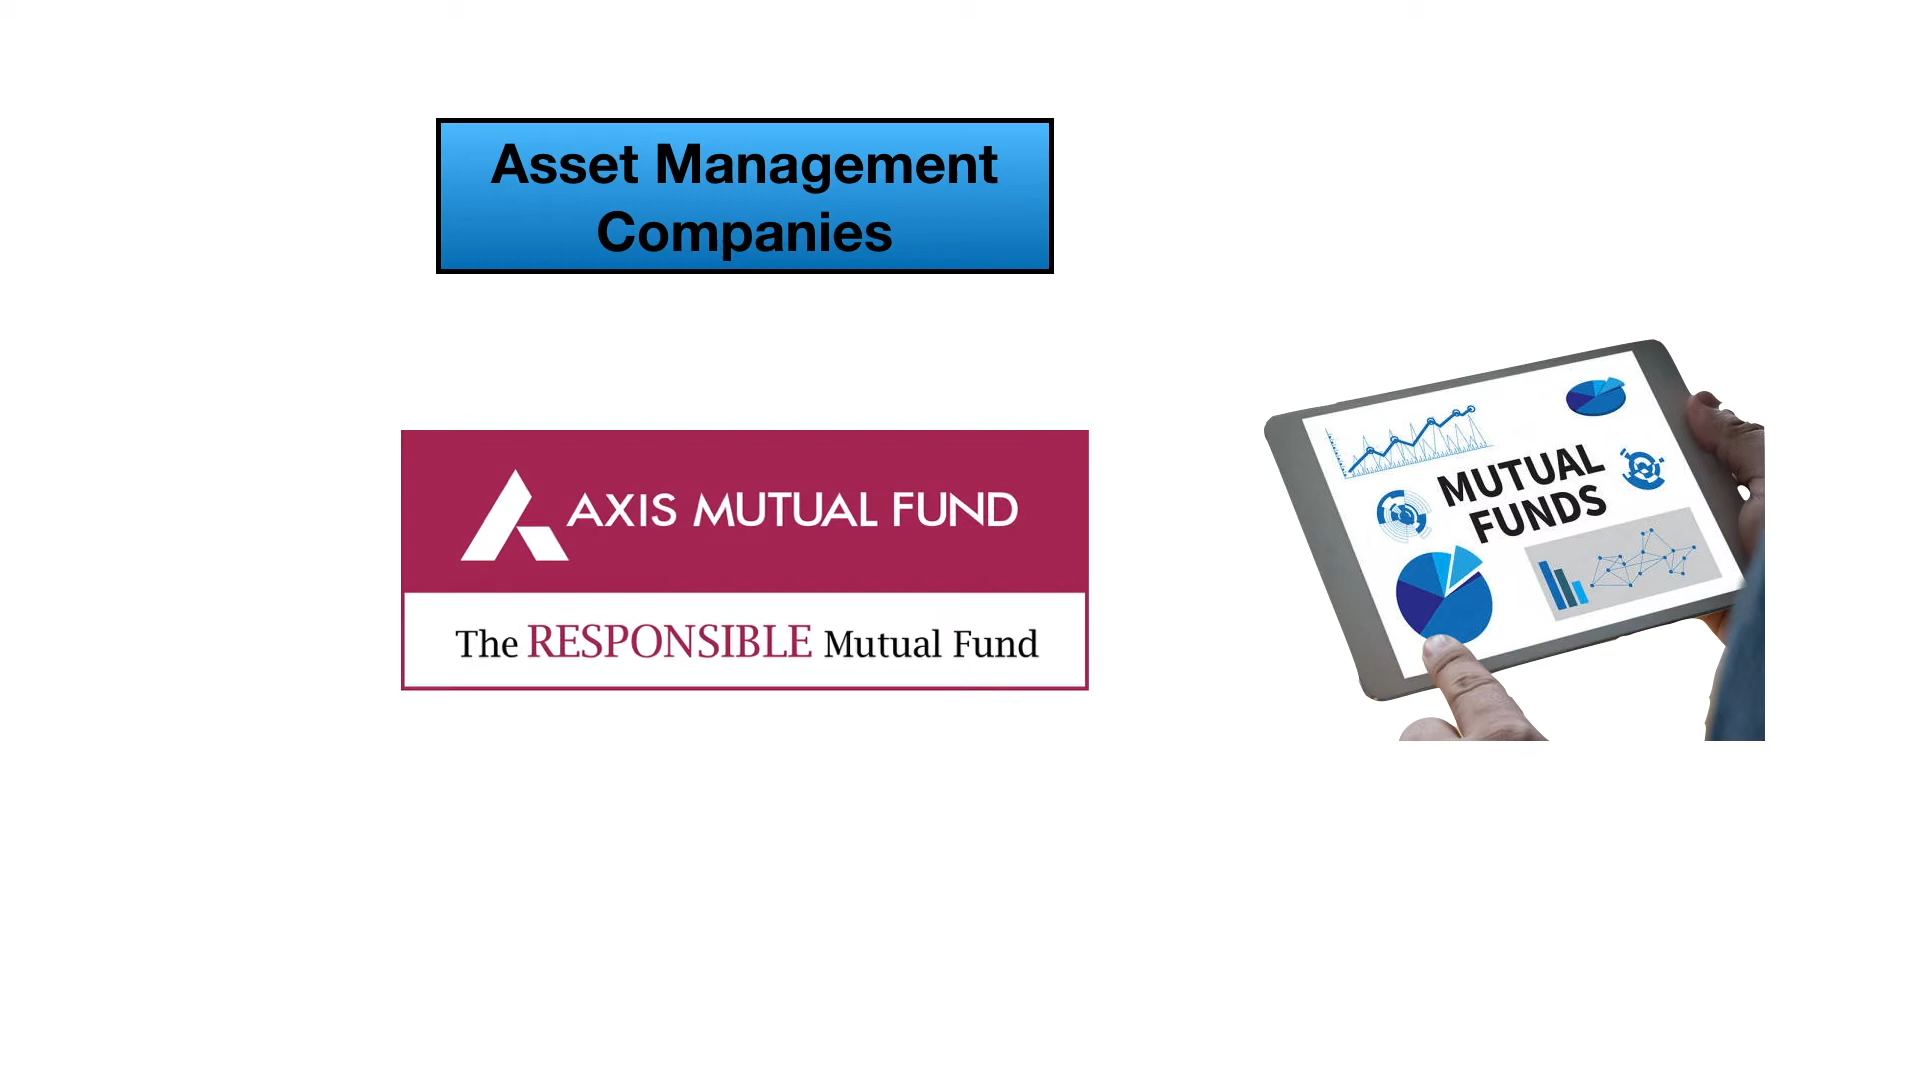 Asset Management
Companies
AXIS MUTUAL FUND
The RESPONSIBLE Mutual Fund
MUTUAL
FUNDS